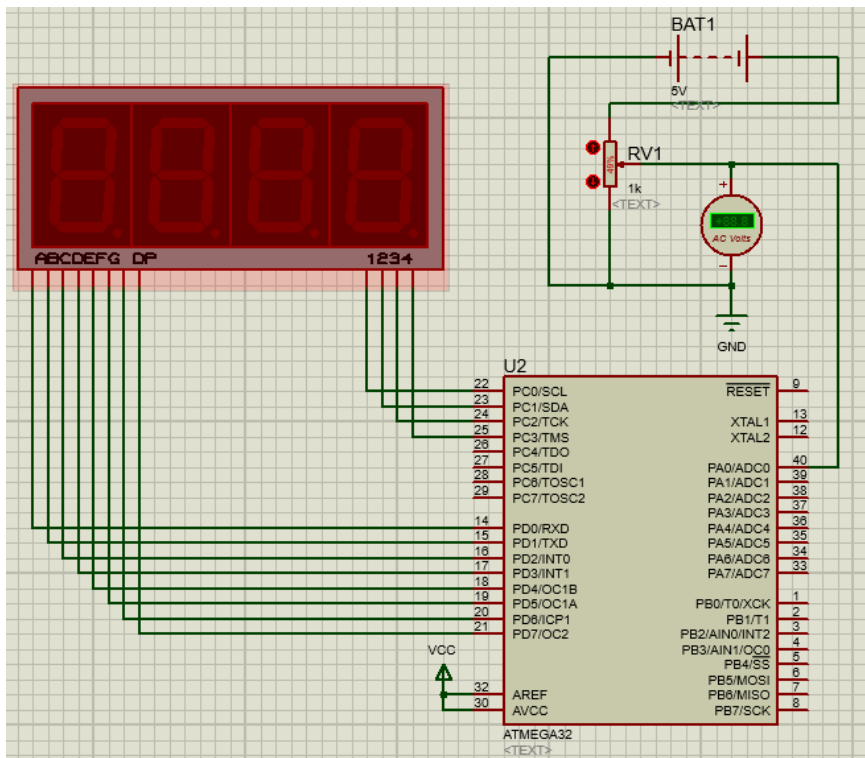 BAT1
5V
<TEXT>
RV1
49%
1k
<TEXT>
+88.8
AC Volts
GND
ABCDEFG DP
1234
U2
22 PC0/SCL
23 PC1/SDA
24 PC2/TCK
25 PC3/TMS
26 PC4/TDO
27 PC5/TDI
28 PC6/TOSC1
29 PC7/TOSC2
14 PD0/RXD
15 PD1/TXD
16 PD2/INT0
17 PD3/INT1
18 PD4/OC1B
19 PD5/OC1A
20 PD6/ICP1
21 PD7/OC2
VCC
32 AREF
30 AVCC
RESET 9
XTAL1 13
XTAL2 12
PA0/ADC0 40
PA1/ADC1 39
PA2/ADC2 38
PA3/ADC3 37
PA4/ADC4 36
PA5/ADC5 35
PA6/ADC6 34
PA7/ADC7 33
PB0/T0/XCK 1
PB1/T1 2
PB2/AIN0/INT2 3
PB3/AIN1/OC0 4
PB4/SS 5
PB5/MOSI 6
PB6/MISO 7
PB7/SCK 8
ATMEGA32
<TEXT>